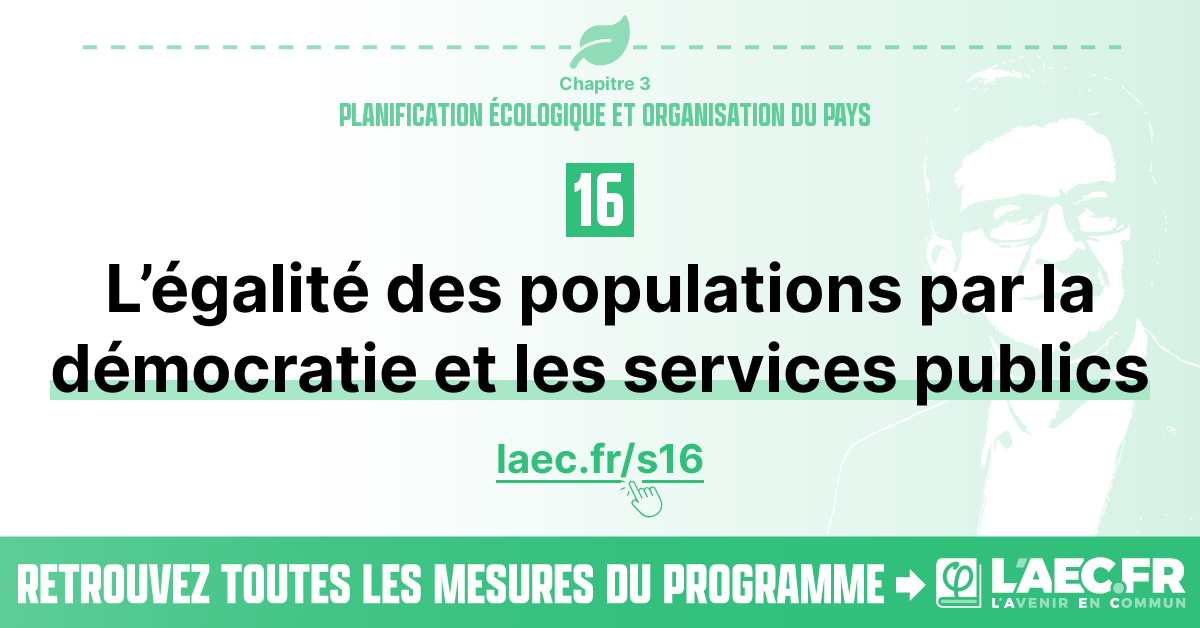 Chapitre 3
PLANIFICATION ÉCOLOGIQUE ET ORGANISATION DU PAYS
16
L’égalité des populations par la
démocratie et les services publics
laec.fr/s16
RETROUVEZ TOUTES LES MESURES DU PROGRAMME
φ
L'AEC.FR
L'AVENIR EN COMMUN